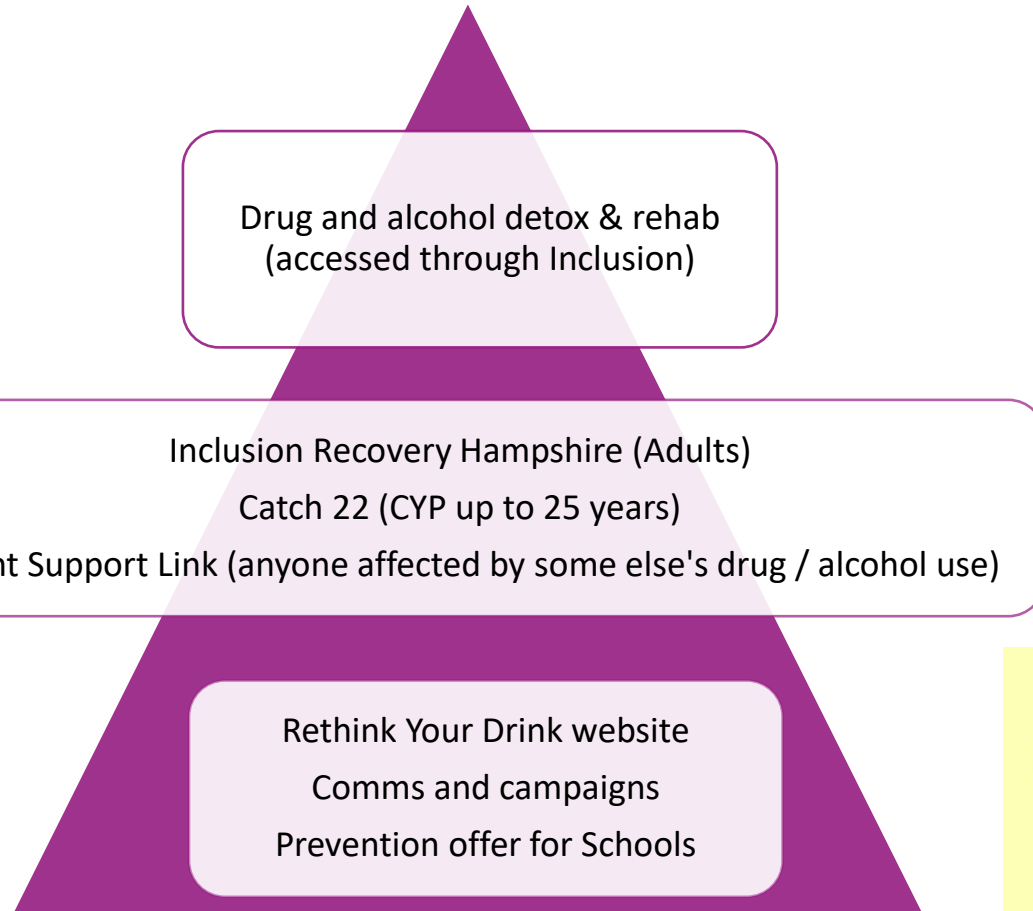 Drug and alcohol detox & rehab
(accessed through Inclusion)
Inclusion Recovery Hampshire (Adults)
Catch 22 (CYP up to 25 years)
Support Link (anyone affected by some else's drug / alcohol use)
Rethink Your Drink website
Comms and campaigns
Prevention offer for Schools